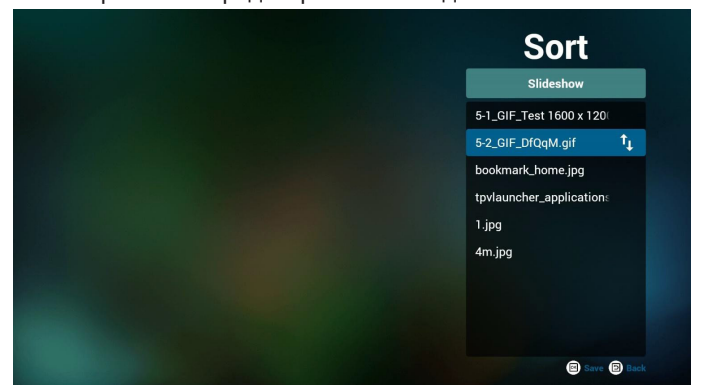 Sort
Slideshow
5-1_GIF_Test 1600 x 120
5-2_GIF_DfQqM.gif
bookmark_home.jpg
tpvlauncher_applications
1.jpg
4m.jpg
Save Back